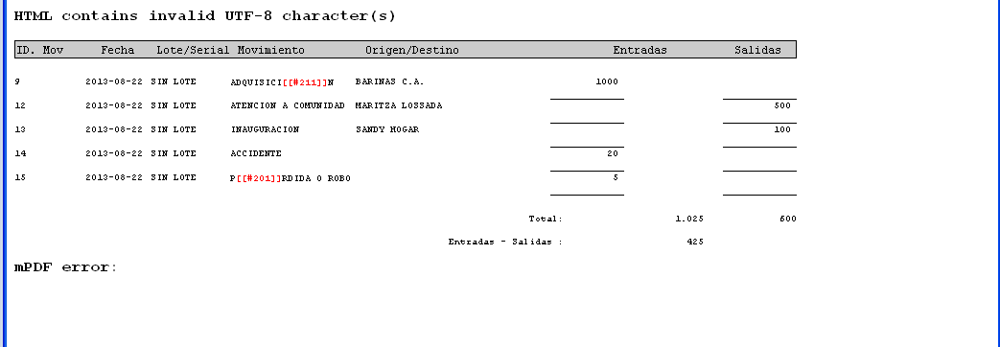 HTML contains invalid UTF-8 character(s)
ID. Mov Fecha Lote/Serial Movimiento Origen/Destino Entradas Salidas
9 2013-08-22 SIN LOTE ADQUISICI[[#211]]N BARINAS C.A. 1000
12 2013-08-22 SIN LOTE ATENCION A COMUNIDAD MARITZA LOSSADA 500
13 2013-08-22 SIN LOTE INAUGURACION SANDY HOGAR 100
14 2013-08-22 SIN LOTE ACCIDENTE 20
15 2013-08-22 SIN LOTE P[[#201]]RDIDA O ROBO 5
Total: 1.025 600
Entradas - Salidas : 425
mPDF error: